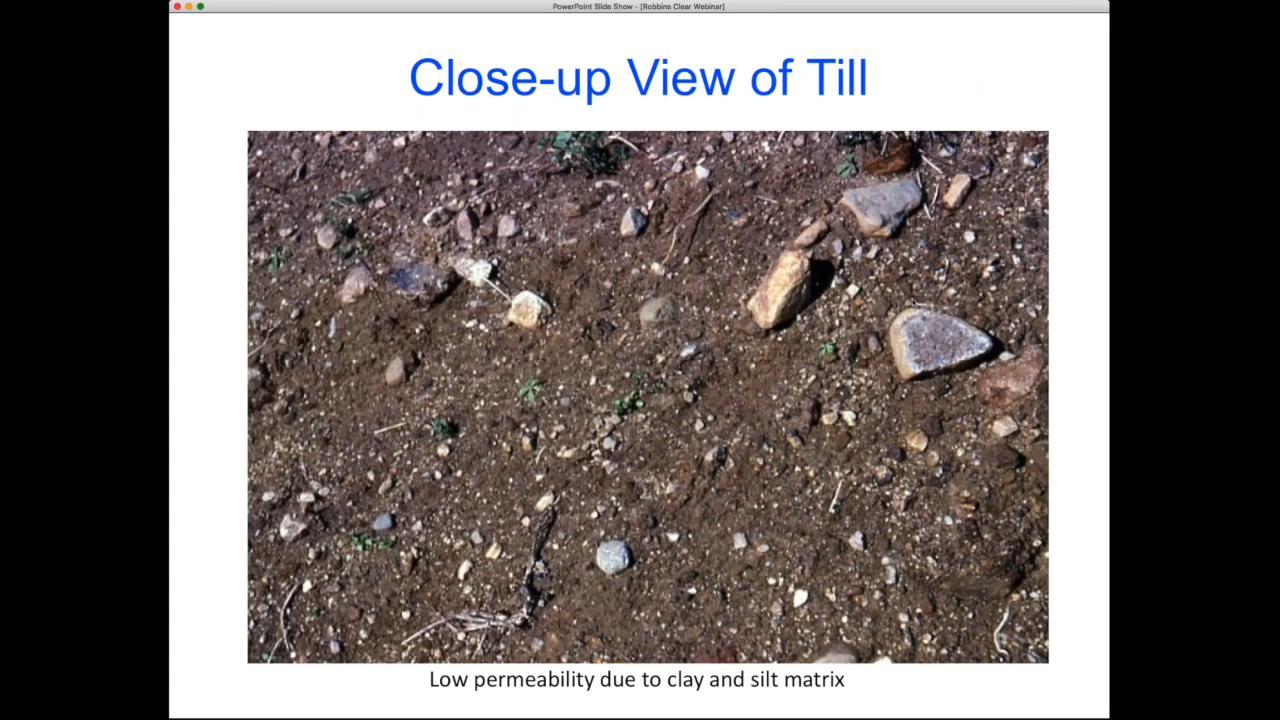 PowerPoint Slide Show - [Robbins Clear Webinar]
Close-up View of Till
Low permeability due to clay and silt matrix